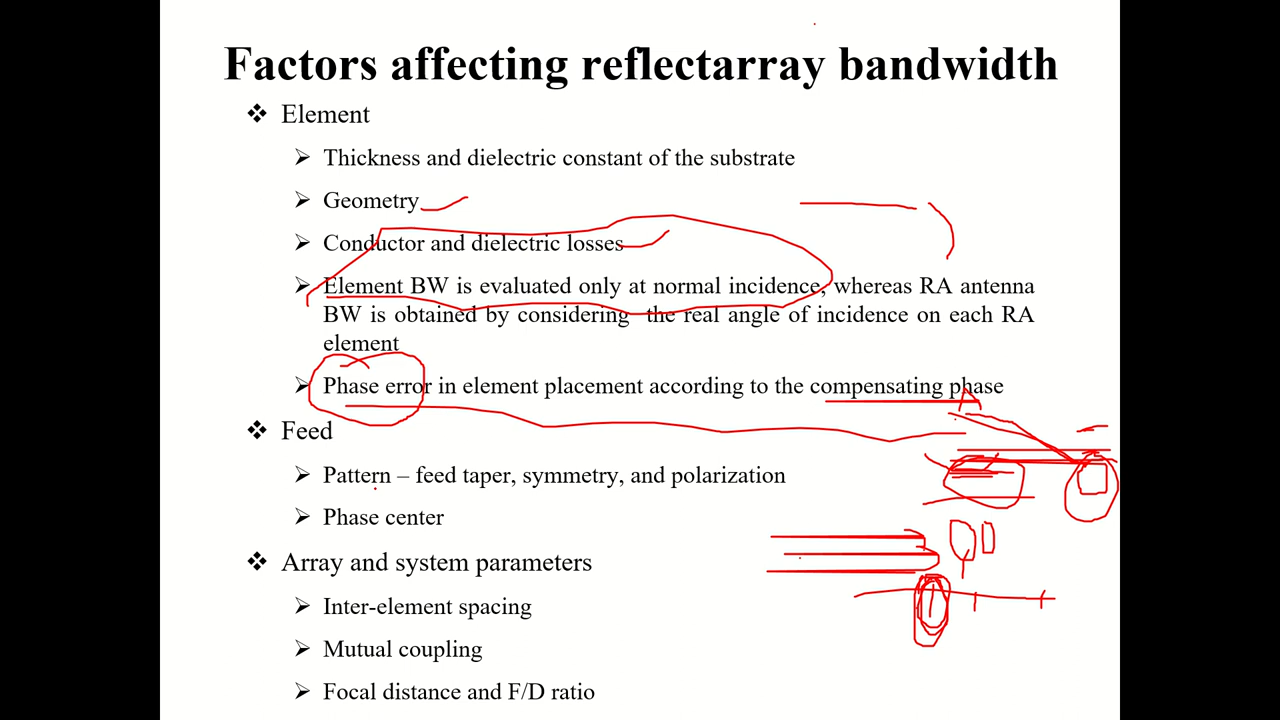 Factors affecting reflectarray bandwidth
❖ Element
➢ Thickness and dielectric constant of the substrate
➢ Geometry
➢ Conductor and dielectric losses
➢ Element BW is evaluated only at normal incidence, whereas RA antenna
BW is obtained by considering the real angle of incidence on each RA
element
➢ Phase error in element placement according to the compensating phase
❖ Feed
➢ Pattern – feed taper, symmetry, and polarization
➢ Phase center
❖ Array and system parameters
➢ Inter-element spacing
➢ Mutual coupling
➢ Focal distance and F/D ratio